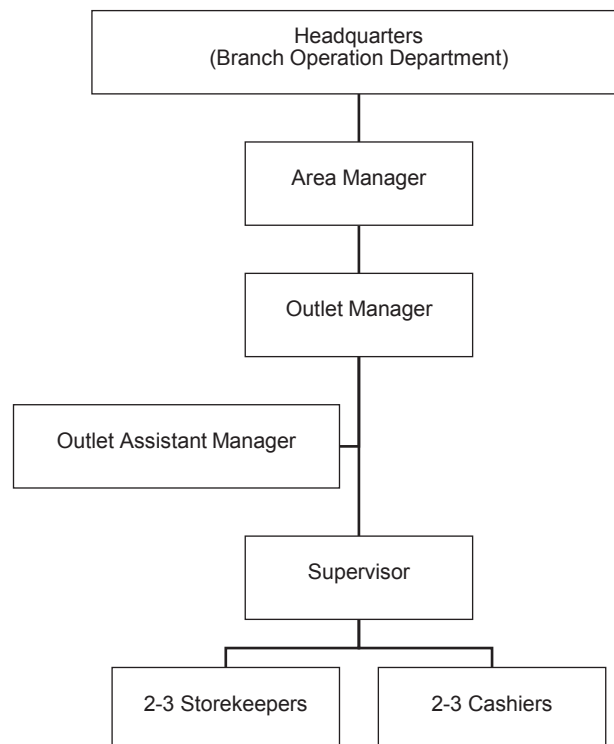 Headquarters
(Branch Operation Department)
Area Manager
Outlet Manager
Outlet Assistant Manager
Supervisor
2-3 Storekeepers
2-3 Cashiers